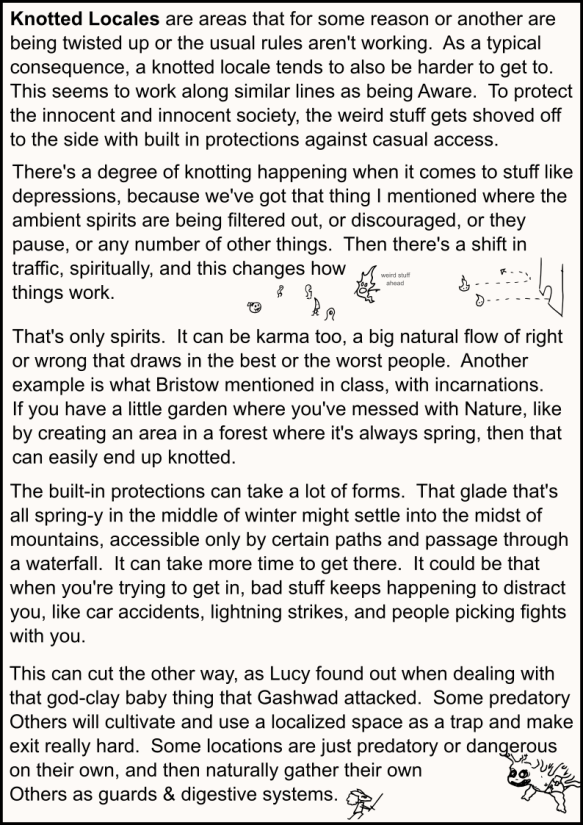 Knotted Locales are areas that for some reason or another are
being twisted up or the usual rules aren't working.  As a typical
consequence, a knotted locale tends to also be harder to get to.
This seems to work along similar lines as being Aware.  To protect
the innocent and innocent society, the weird stuff gets shoved off
to the side with built in protections against casual access.
There's a degree of knotting happening when it comes to stuff like
depressions, because we've got that thing I mentioned where the
ambient spirits are being filtered out, or discouraged, or they
pause, or any number of other things.  Then there's a shift in
traffic, spiritually, and this changes how
things work.
weird stuff
ahead
That's only spirits.  It can be karma too, a big natural flow of right
or wrong that draws in the best or the worst people.  Another
example is what Bristow mentioned in class, with incarnations.
If you have a little garden where you've messed with Nature, like
by creating an area in a forest where it's always spring, then that
can easily end up knotted.
The built-in protections can take a lot of forms.  That glade that's
all spring-y in the middle of winter might settle into the midst of
mountains, accessible only by certain paths and passage through
a waterfall.  It can take more time to get there.  It could be that
when you're trying to get in, bad stuff keeps happening to distract
you, like car accidents, lightning strikes, and people picking fights
with you.
This can cut the other way, as Lucy found out when dealing with
that god-clay baby thing that Gashwad attacked.  Some predatory
Others will cultivate and use a localized space as a trap and make
exit really hard.  Some locations are just predatory or dangerous
on their own, and then naturally gather their own
Others as guards & digestive systems.